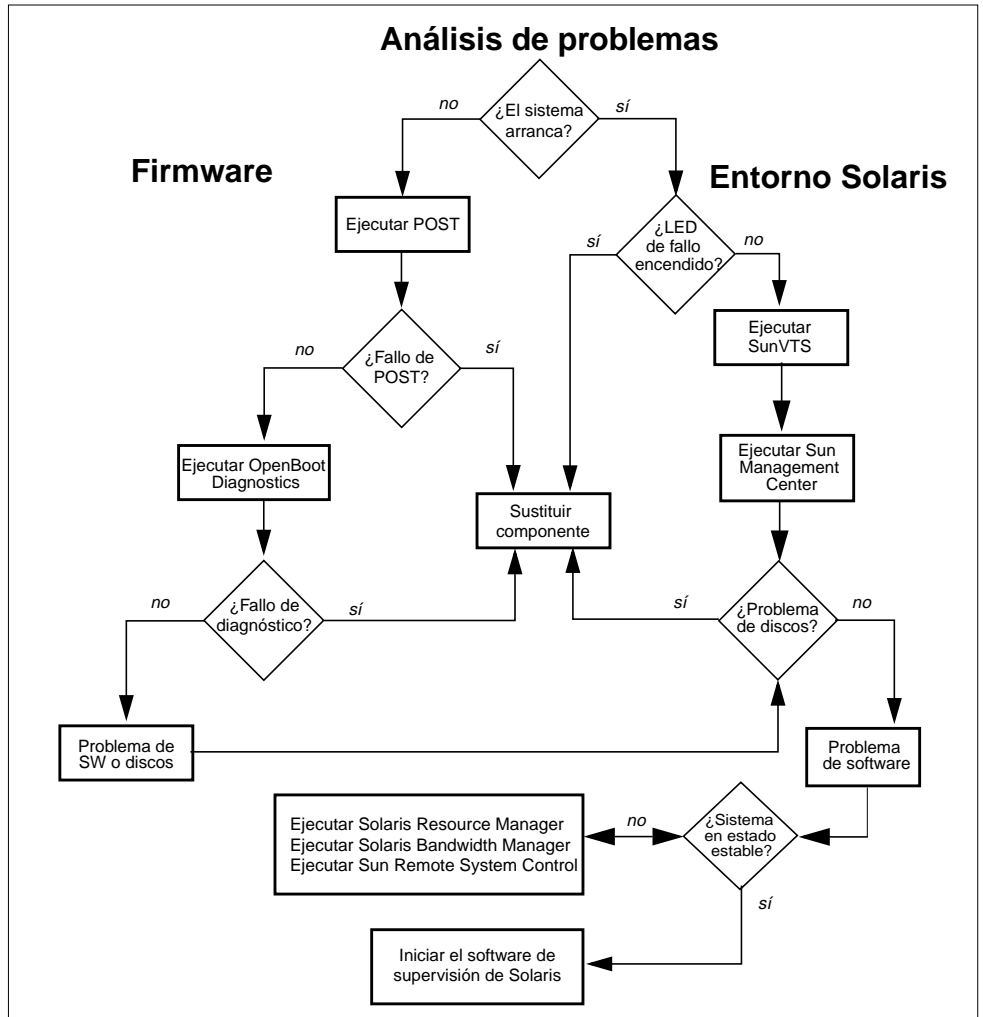 Análisis de problemas
no
¿El sistema
arranca?
sí
Firmware
Entorno Solaris
Ejecutar POST
sí
¿LED
de fallo
encendido?
no
Ejecutar
SunVTS
no
¿Fallo de
POST?
sí
Ejecutar OpenBoot
Diagnostics
Ejecutar Sun
Management
Center
Sustituir
componente
no
¿Fallo de
diagnóstico?
sí
sí
¿Problema
de discos?
no
Problema de
SW o discos
Problema
de software
Ejecutar Solaris Resource Manager
Ejecutar Solaris Bandwidth Manager
Ejecutar Sun Remote System Control
no
¿Sistema
en estado
estable?
sí
Iniciar el software de
supervisión de Solaris